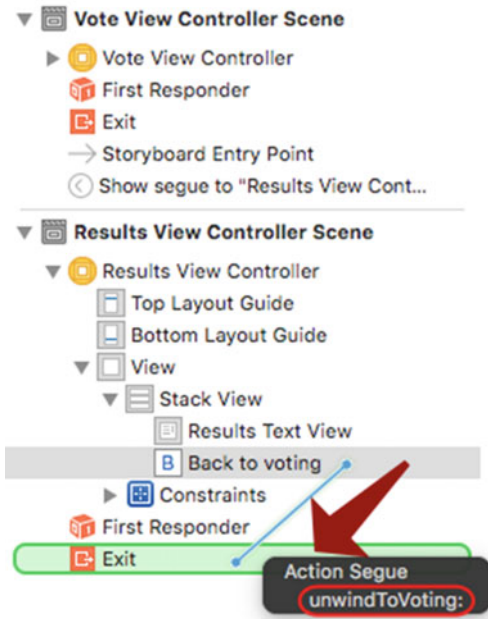 Vote View Controller Scene
Vote View Controller
First Responder
Exit
Storyboard Entry Point
Show segue to "Results View Cont...
Results View Controller Scene
Results View Controller
Top Layout Guide
Bottom Layout Guide
View
Stack View
Results Text View
B Back to voting
Constraints
First Responder
Exit
Action Segue
unwindToVoting: